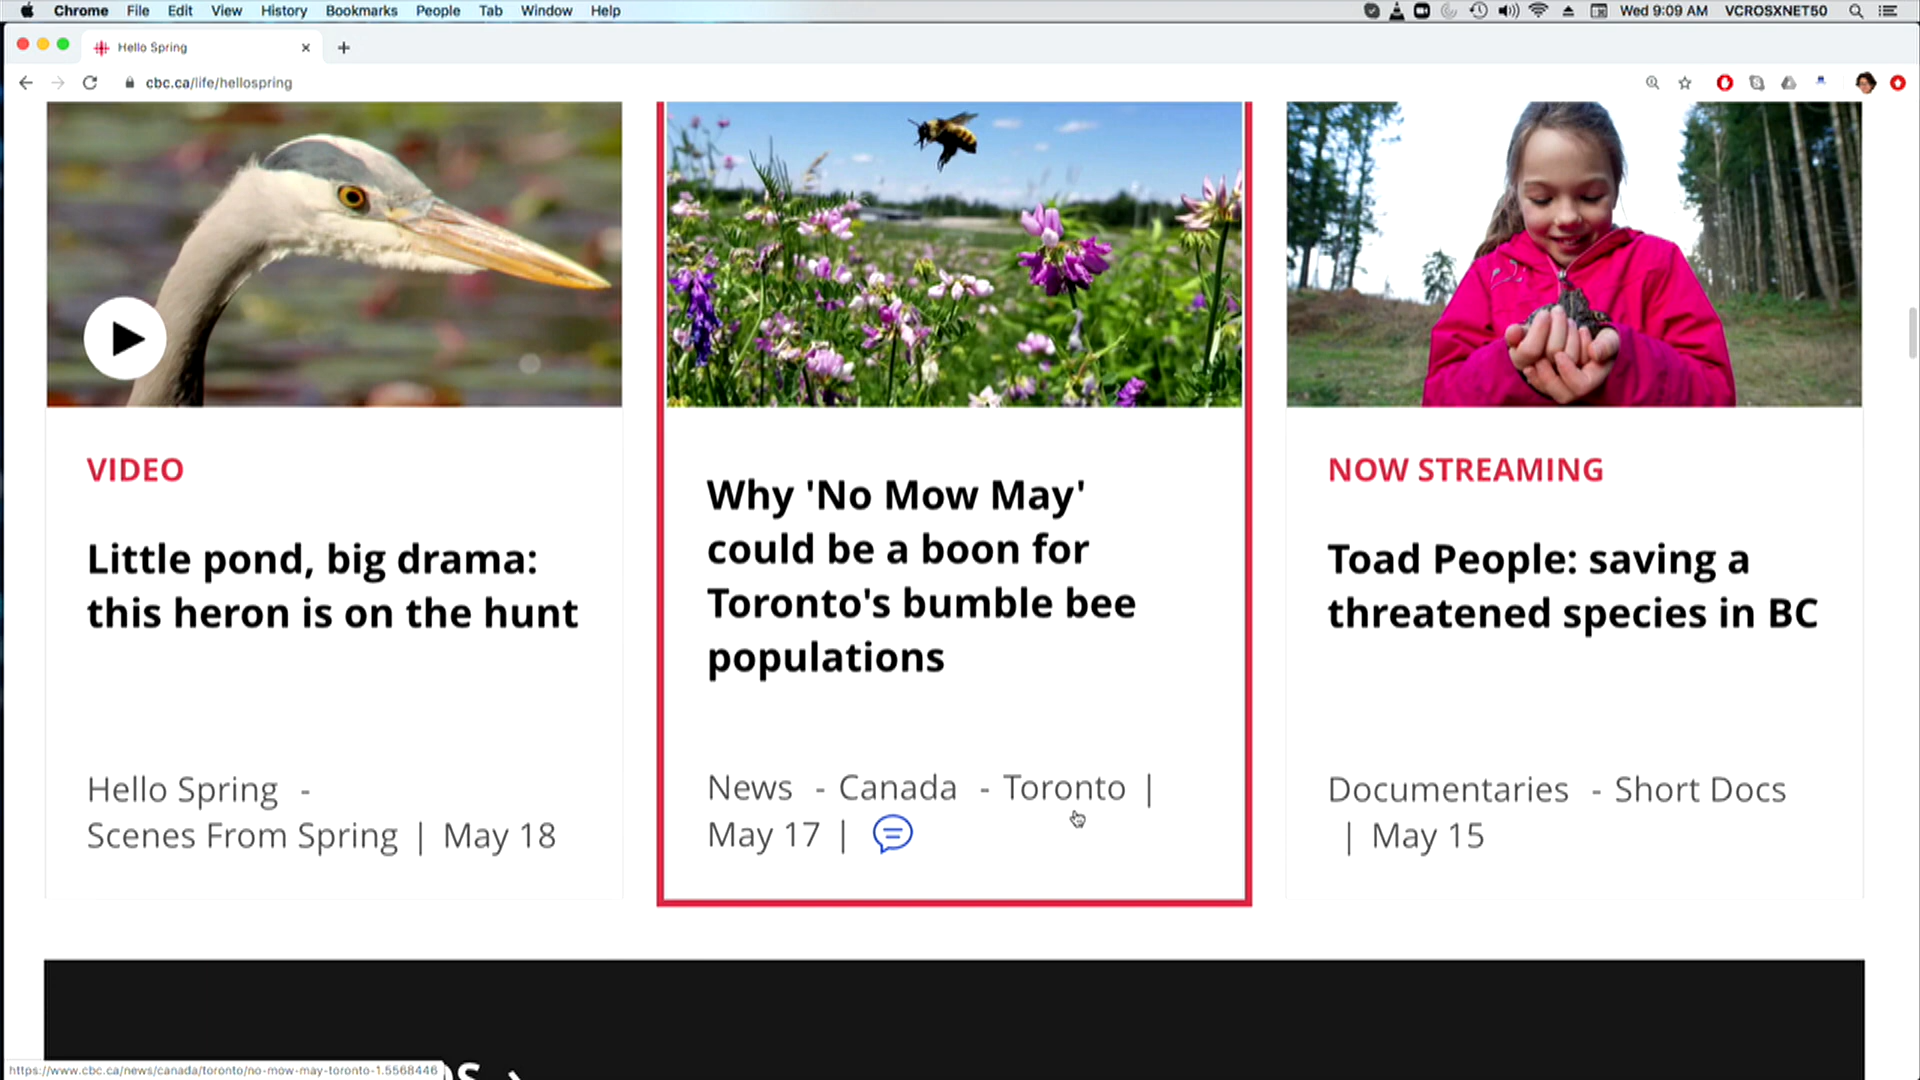 Chrome File Edit View History Bookmarks People Tab Window Help Wed 9:09 AM VCROSXNET50
Hello Spring
cbc.ca/life/hellospring
VIDEO
Little pond, big drama:
this heron is on the hunt
Hello Spring -
Scenes From Spring | May 18
Why 'No Mow May'
could be a boon for
Toronto's bumble bee
populations
News - Canada - Toronto |
May 17 |
NOW STREAMING
Toad People: saving a
threatened species in BC
Documentaries - Short Docs
| May 15
https://www.cbc.ca/news/canada/toronto/no-mow-may-toronto-1.5568446